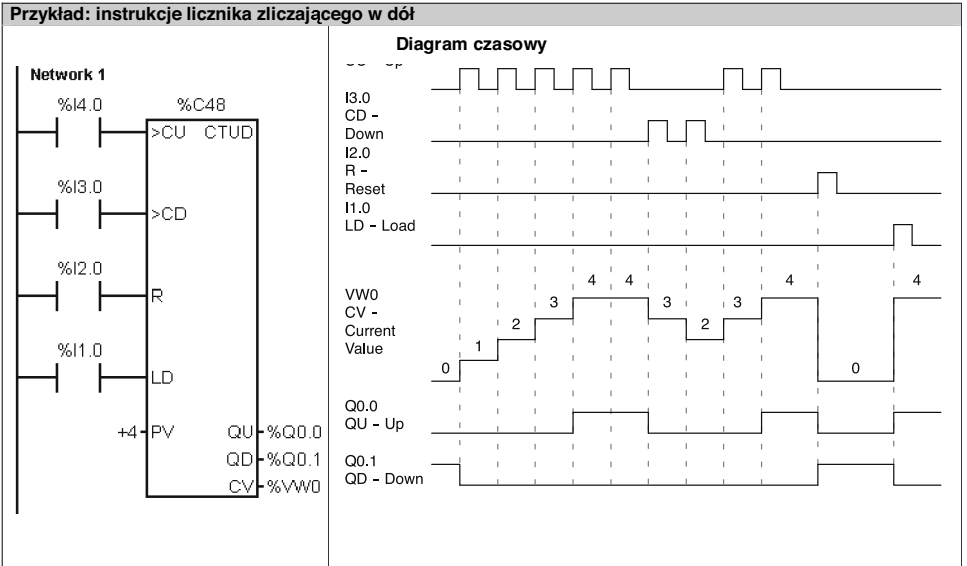 Przykład: instrukcje licznika zliczającego w dół
Network 1
%I4.0
%C48
>CU CTUD
%I3.0
>CD
%I2.0
R
%I1.0
LD
+4 PV
QU %Q0.0
QD %Q0.1
CV %VW0
Diagram czasowy
I3.0
CD -
Down
I2.0
R -
Reset
I1.0
LD - Load
VW0
CV -
Current
Value
0
1
2
3
4
4
3
2
3
4
0
4
Q0.0
QU - Up
Q0.1
QD - Down